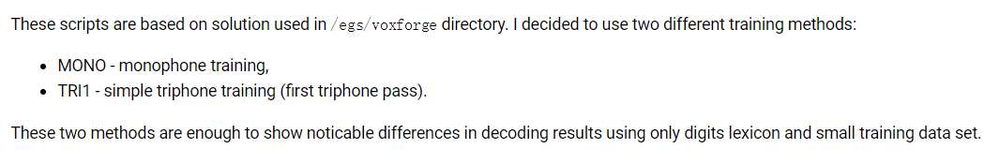 These scripts are based on solution used in /egs/voxforge directory. I decided to use two different training methods:
• MONO - monophone training,
• TRI1 - simple triphone training (first triphone pass).
These two methods are enough to show noticable differences in decoding results using only digits lexicon and small training data set.